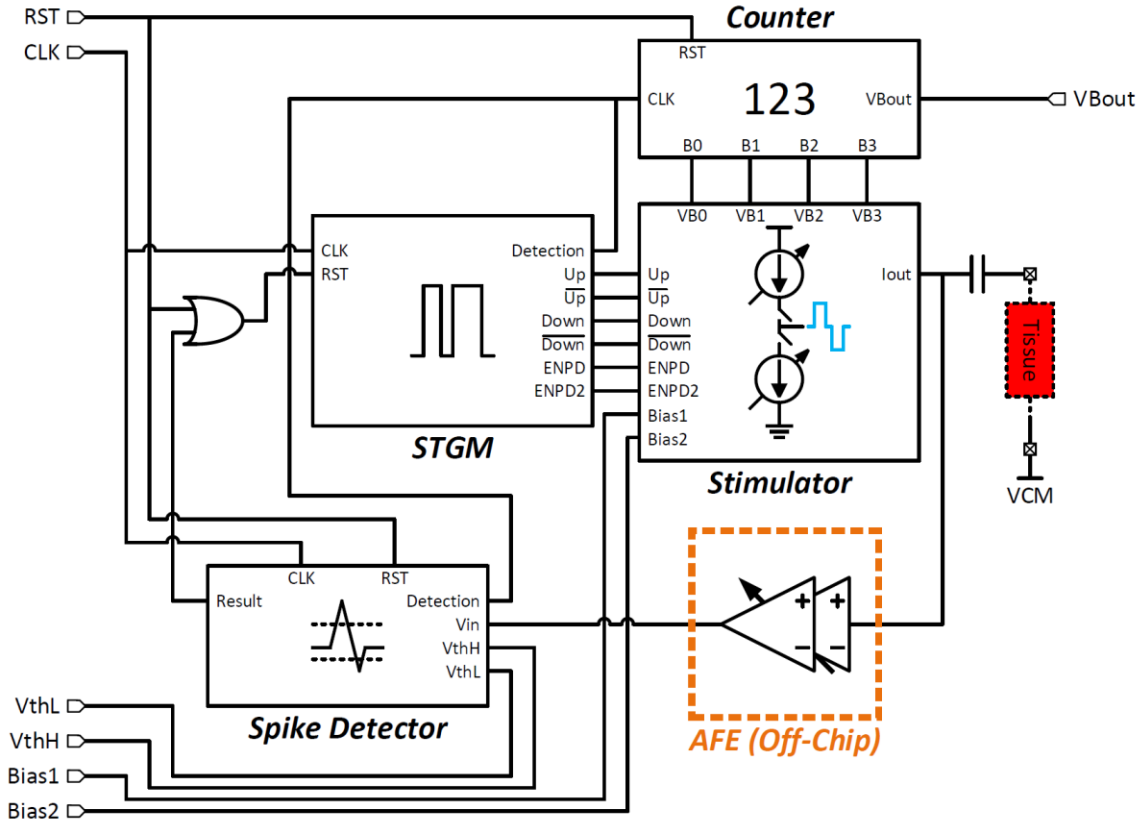 RST
CLK
Counter
RST
CLK
123
VBout
VBout
B0 B1 B2 B3
VB0 VB1 VB2 VB3
CLK
RST
Detection
Up
Up
Down
Down
ENPD
ENPD2
STGM
Up
Up
Down
Down
ENPD
ENPD2
Bias1
Bias2
Iout
Stimulator
Tissue
VCM
CLK RST
Result
Detection
Vin
VthH
VthL
Spike Detector
+ +
− −
AFE (Off-Chip)
VthL
VthH
Bias1
Bias2